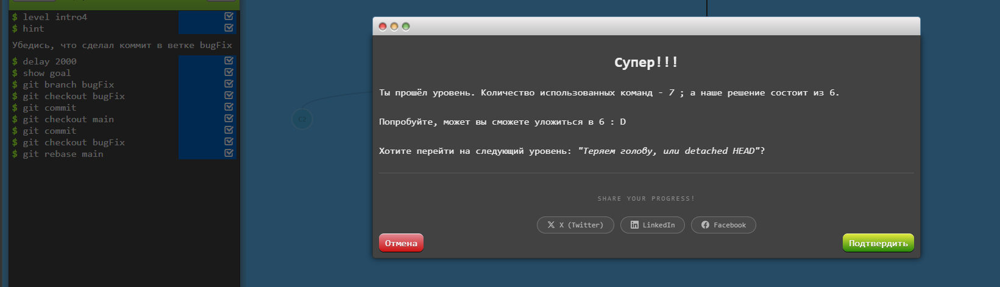 $ level intro4
$ hint
Убедись, что сделал коммит в ветке bugFix
$ delay 2000
$ show goal
$ git branch bugFix
$ git checkout bugFix
$ git commit
$ git checkout main
$ git commit
$ git checkout bugFix
$ git rebase main
C2
Супер!!!
Ты прошёл уровень. Количество использованных команд - 7 ; а наше решение состоит из 6.
Попробуйте, может вы сможете уложиться в 6 : D
Хотите перейти на следующий уровень: "Теряем голову, или detached HEAD"?
SHARE YOUR PROGRESS!
X (Twitter)
LinkedIn
Facebook
Отмена
Подтвердить